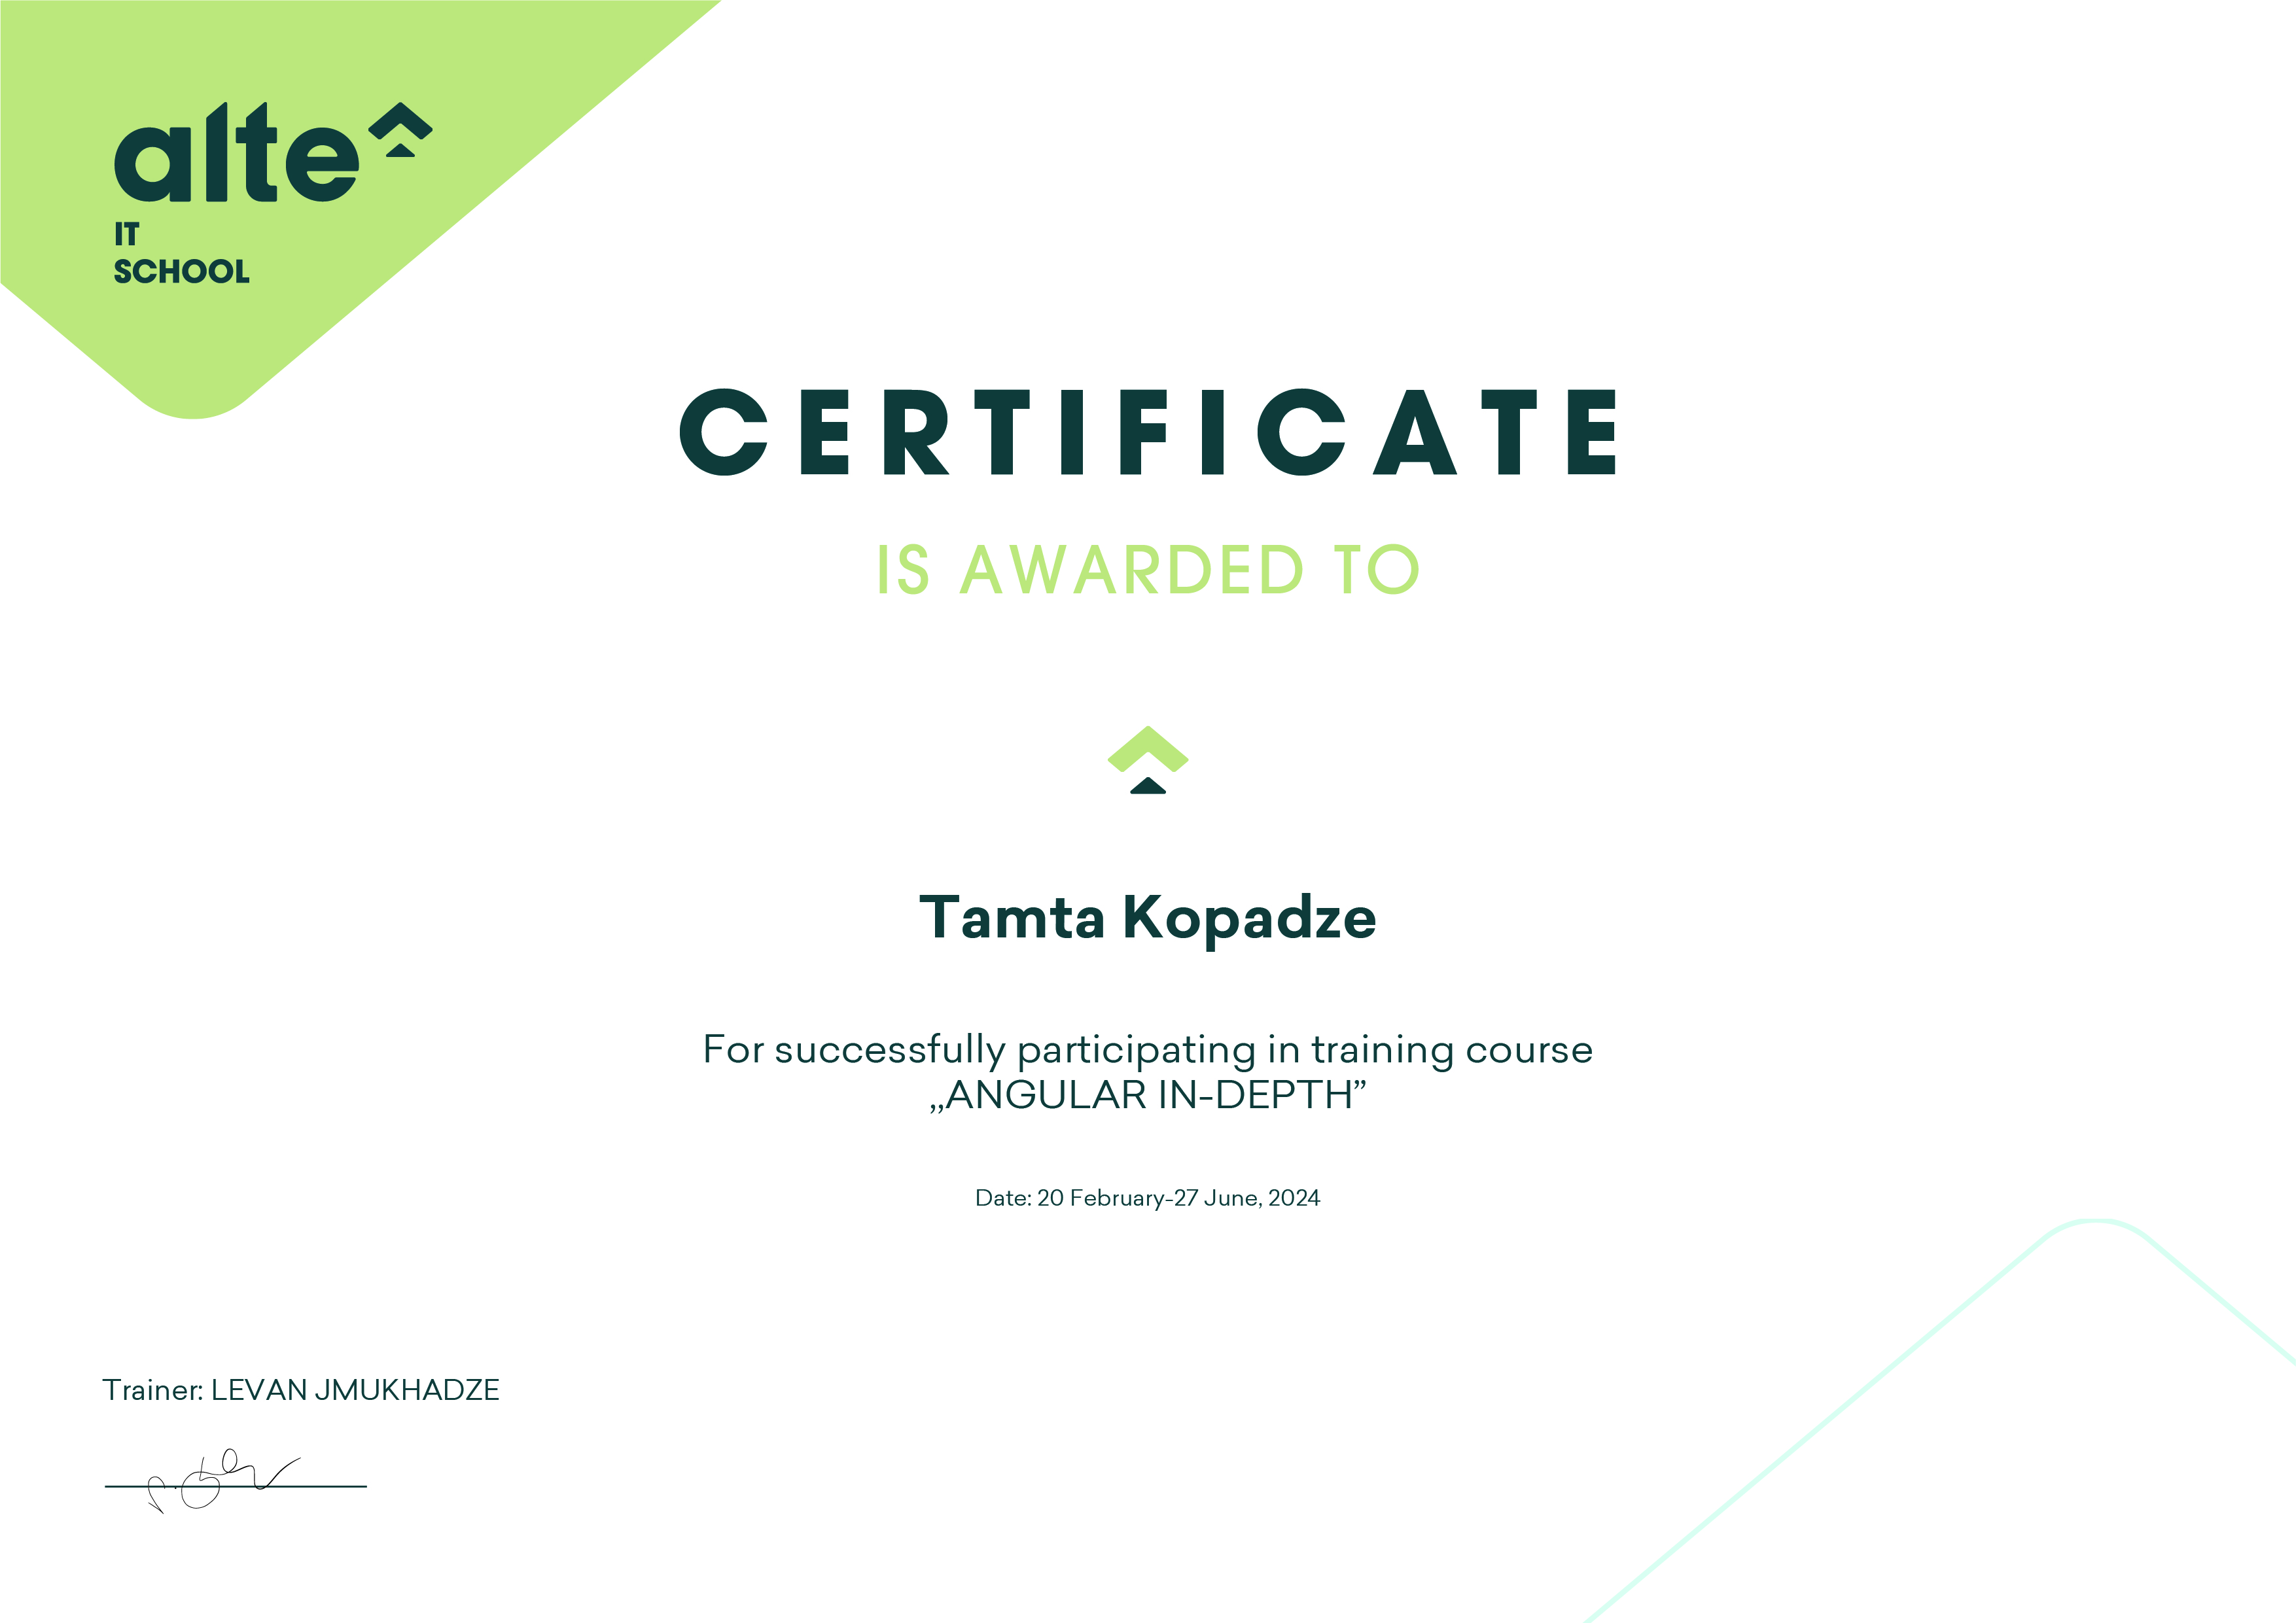 alte
IT
SCHOOL
CERTIFICATE
IS AWARDED TO
Tamta Kopadze
For successfully participating in training course
„ANGULAR IN-DEPTH”
Date: 20 February-27 June, 2024
Trainer: LEVAN JMUKHADZE